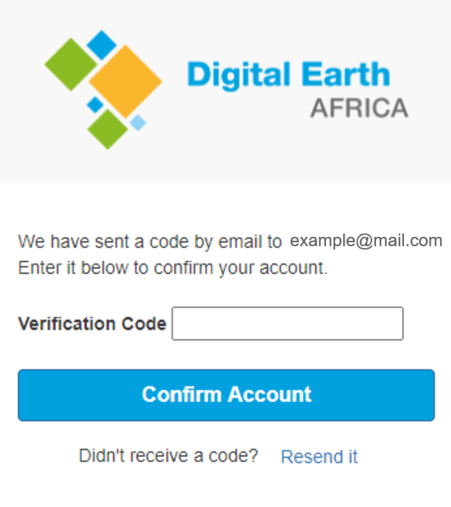 Digital Earth
AFRICA
We have sent a code by email to example@mail.com
Enter it below to confirm your account.
Verification Code
Confirm Account
Didn't receive a code? Resend it